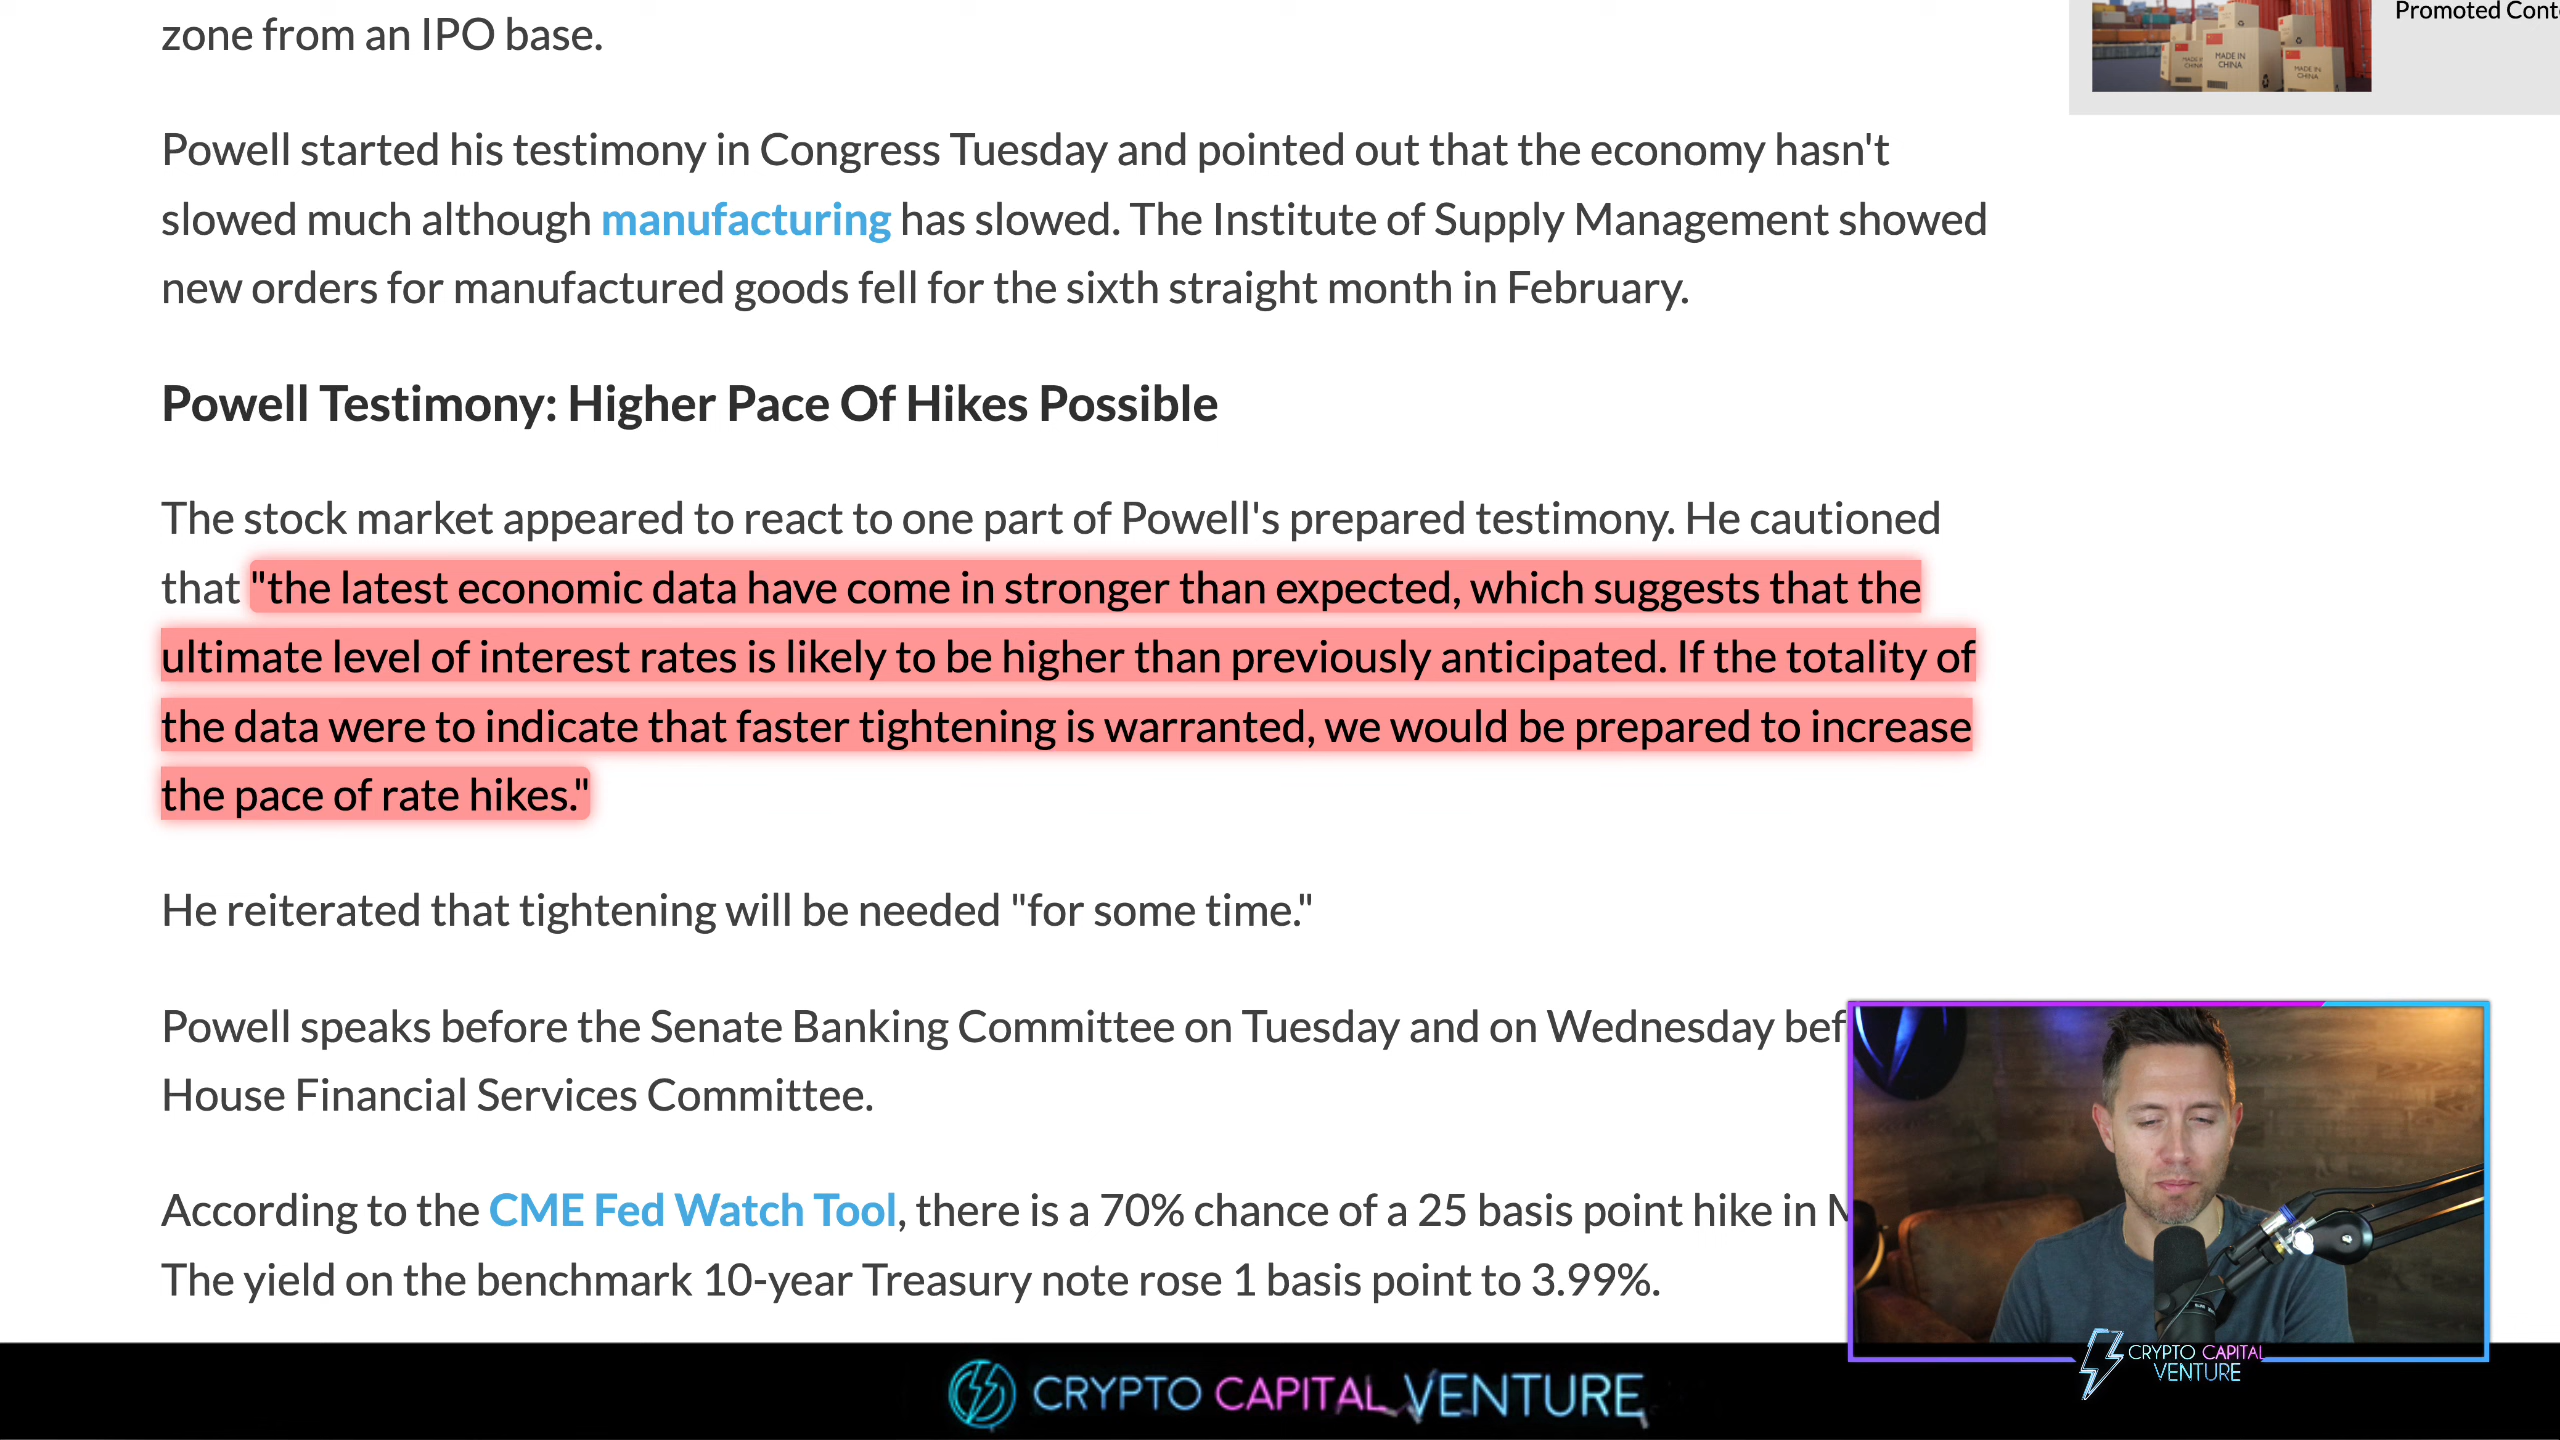 zone from an IPO base.
Promoted Cont
MADE IN CHINA
MADE IN CHINA
Powell started his testimony in Congress Tuesday and pointed out that the economy hasn't
slowed much although manufacturing has slowed. The Institute of Supply Management showed
new orders for manufactured goods fell for the sixth straight month in February.
Powell Testimony: Higher Pace Of Hikes Possible
The stock market appeared to react to one part of Powell's prepared testimony. He cautioned
that "the latest economic data have come in stronger than expected, which suggests that the
ultimate level of interest rates is likely to be higher than previously anticipated. If the totality of
the data were to indicate that faster tightening is warranted, we would be prepared to increase
the pace of rate hikes."
He reiterated that tightening will be needed "for some time."
Powell speaks before the Senate Banking Committee on Tuesday and on Wednesday bef
House Financial Services Committee.
According to the CME Fed Watch Tool, there is a 70% chance of a 25 basis point hike in M
The yield on the benchmark 10-year Treasury note rose 1 basis point to 3.99%.
CRYPTO CAPITAL
VENTURE
CRYPTO CAPITAL VENTURE